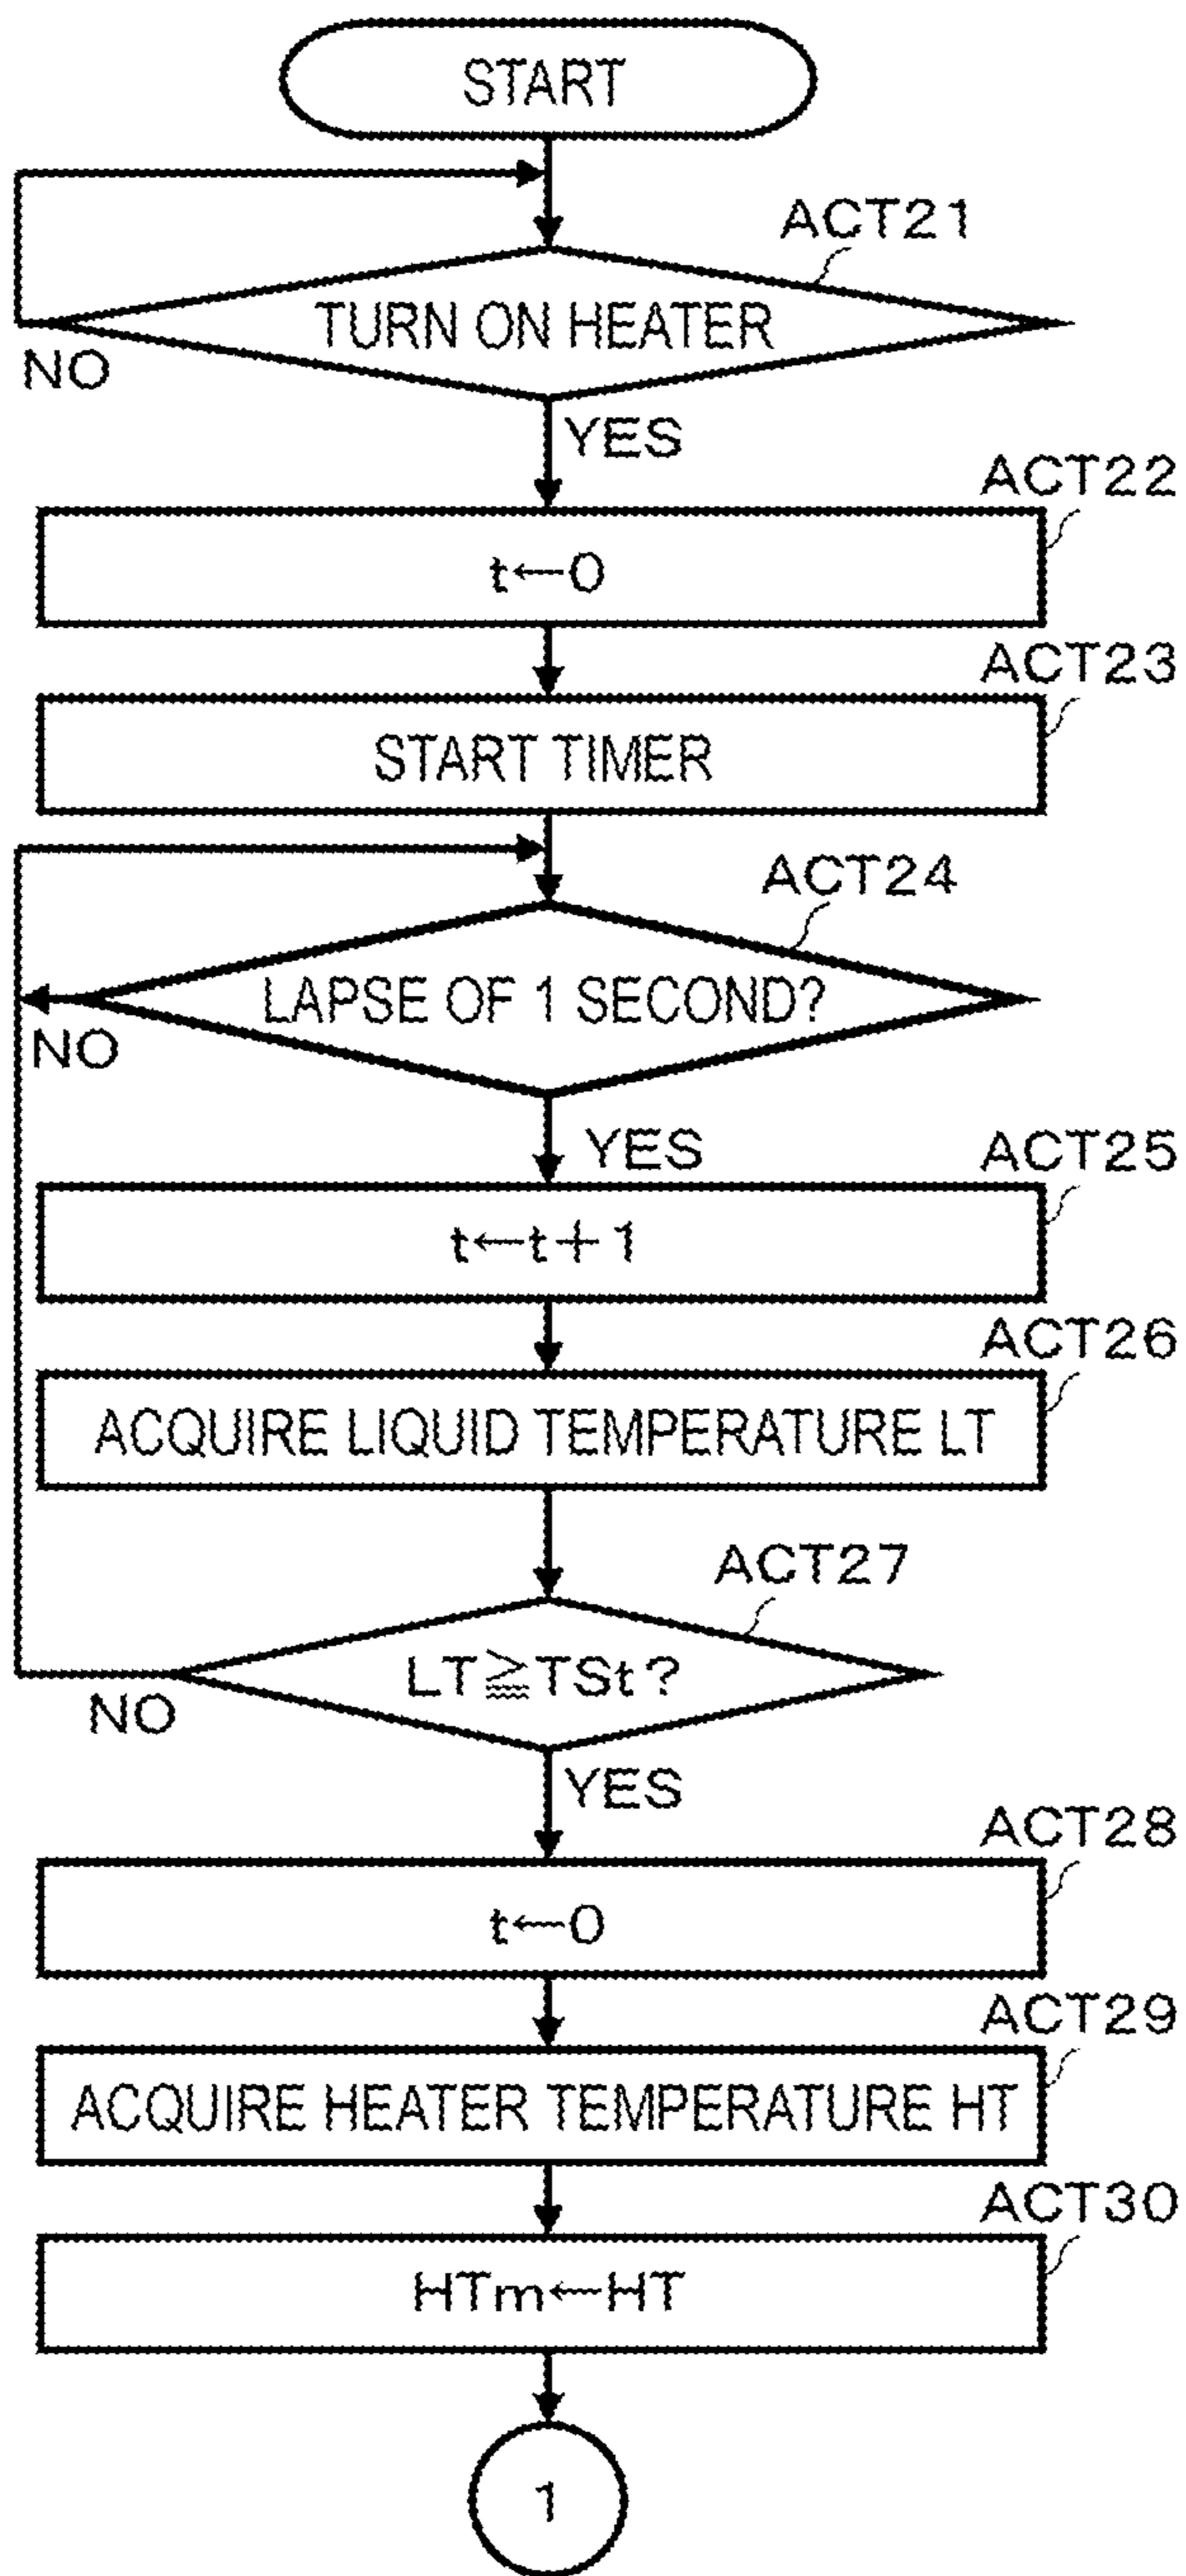 START
ACT21
TURN ON HEATER
NO
YES
ACT22
t←0
ACT23
START TIMER
ACT24
LAPSE OF 1 SECOND?
NO
YES
ACT25
t←t+1
ACT26
ACQUIRE LIQUID TEMPERATURE LT
ACT27
LT≧TSt?
NO
YES
ACT28
t←0
ACT29
ACQUIRE HEATER TEMPERATURE HT
ACT30
HTm←HT
1